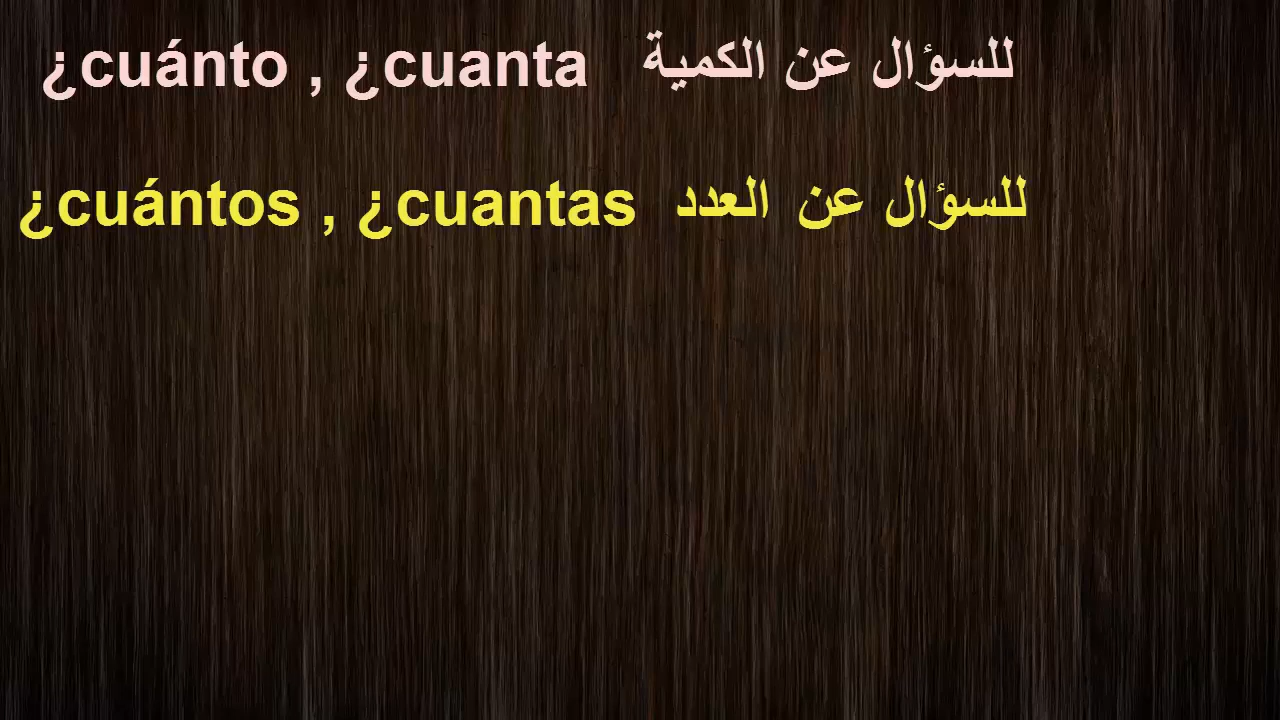 ¿cuánto , ¿cuanta للسؤال عن الكمية
¿cuántos , ¿cuantas للسؤال عن العدد